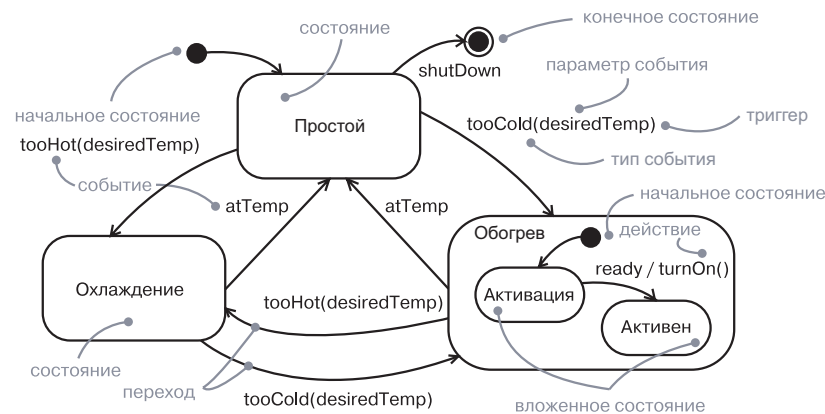 состояние
конечное состояние
shutDown
параметр события
начальное состояние
Простой
tooCold(desiredTemp)
триггер
tooHot(desiredTemp)
тип события
событие
atTemp
atTemp
начальное состояние
Обогрев
действие
ready / turnOn()
Охлаждение
tooHot(desiredTemp)
Активация
Активен
состояние
переход
tooCold(desiredTemp)
вложенное состояние